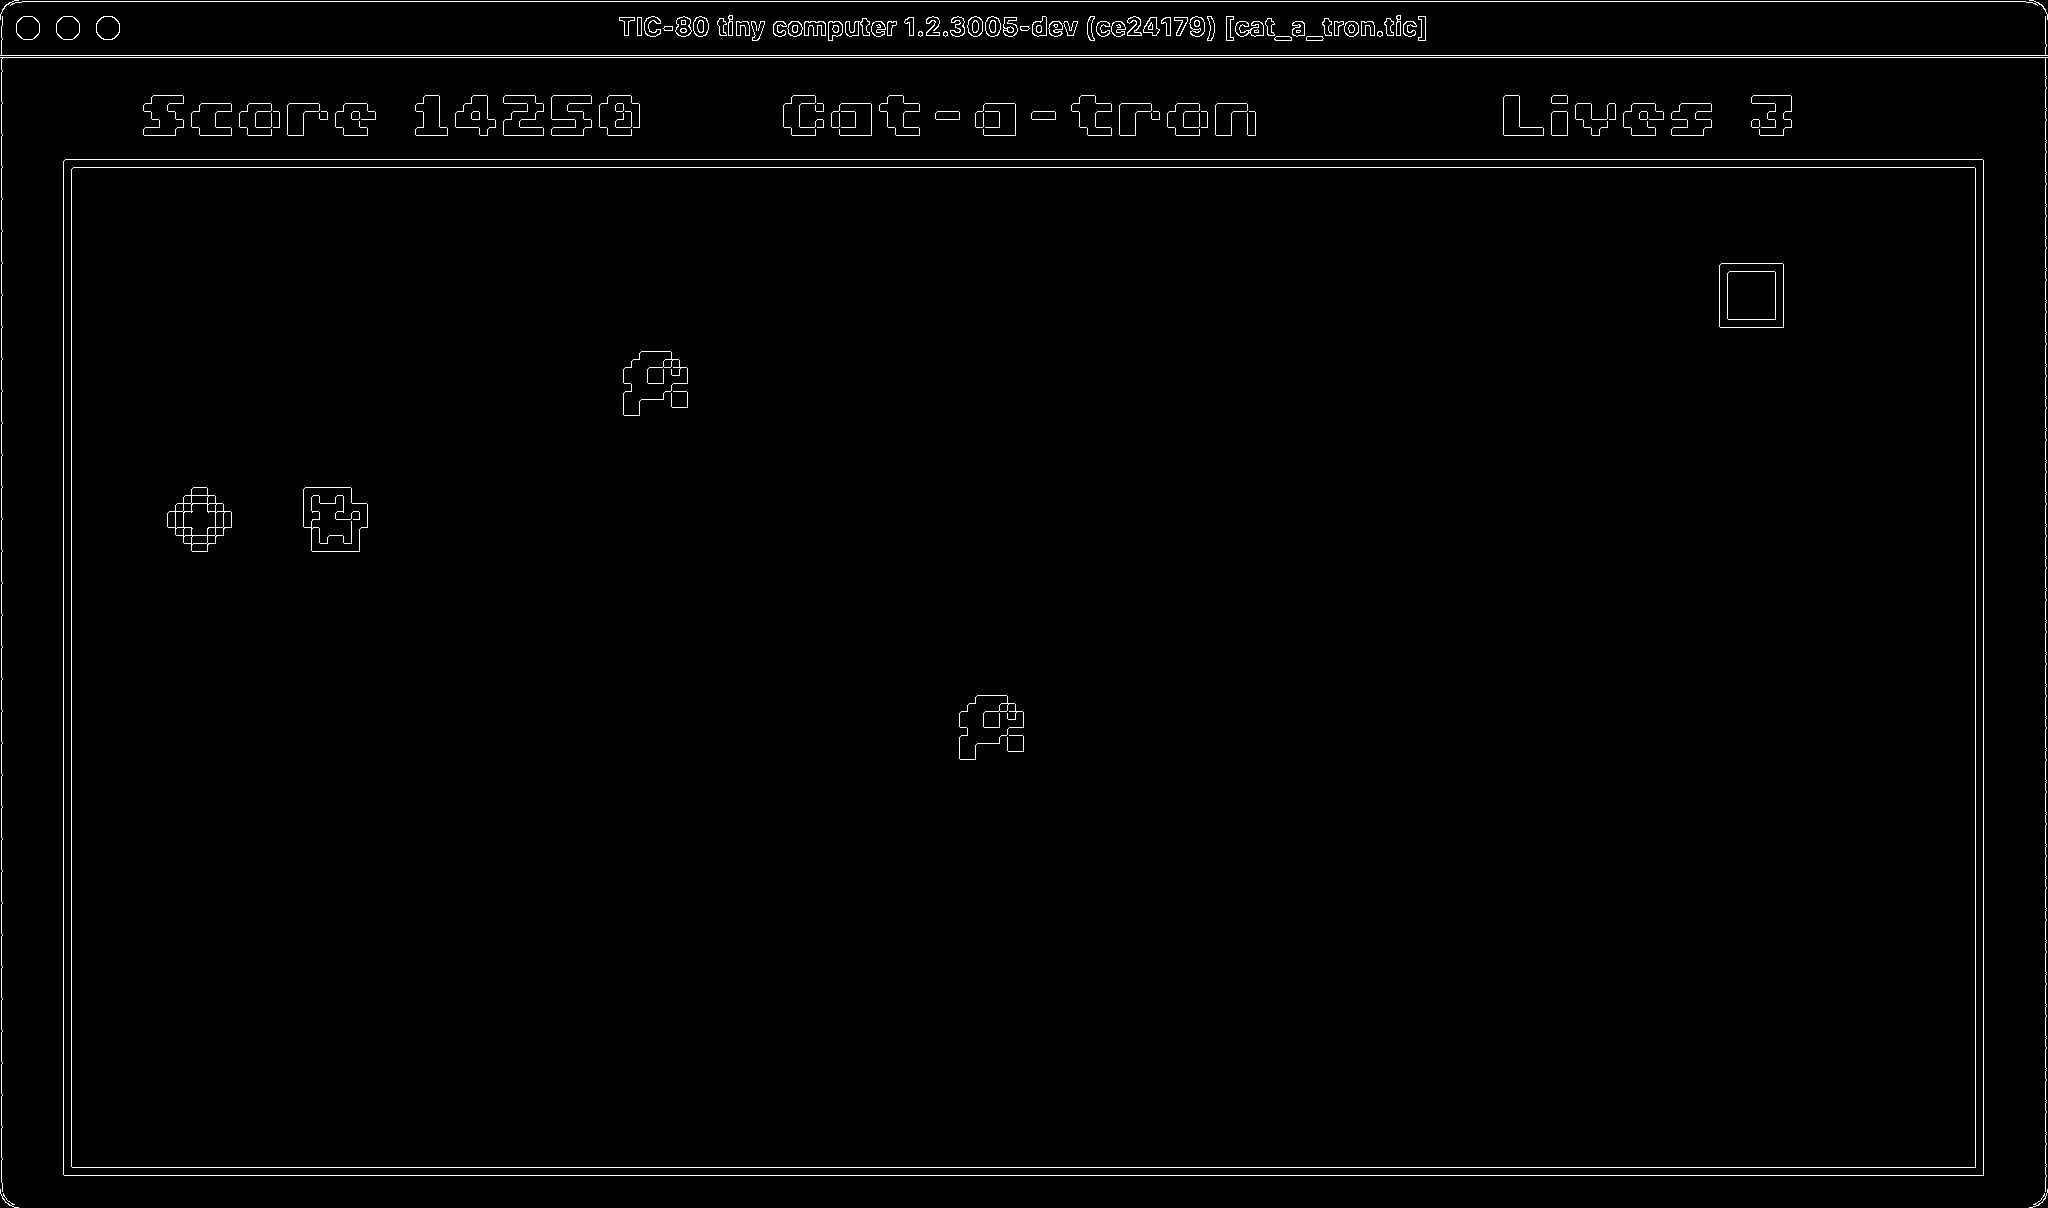 TIC-80 tiny computer 1.2.3005-dev (ce24179) [cat_a_tron.tic]
Score 14250 Cat-a-tron Lives 3